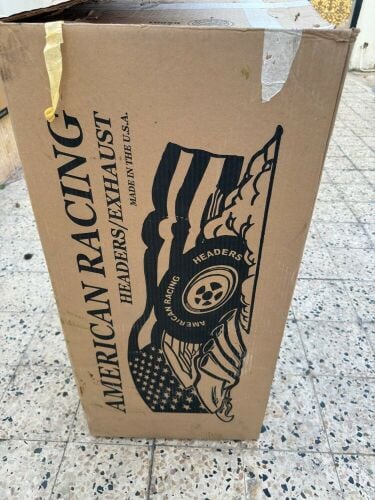 AMERICAN RACING
HEADERS/EXHAUST
MADE IN THE U.S.A.
HEADERS
AMERICAN RACING